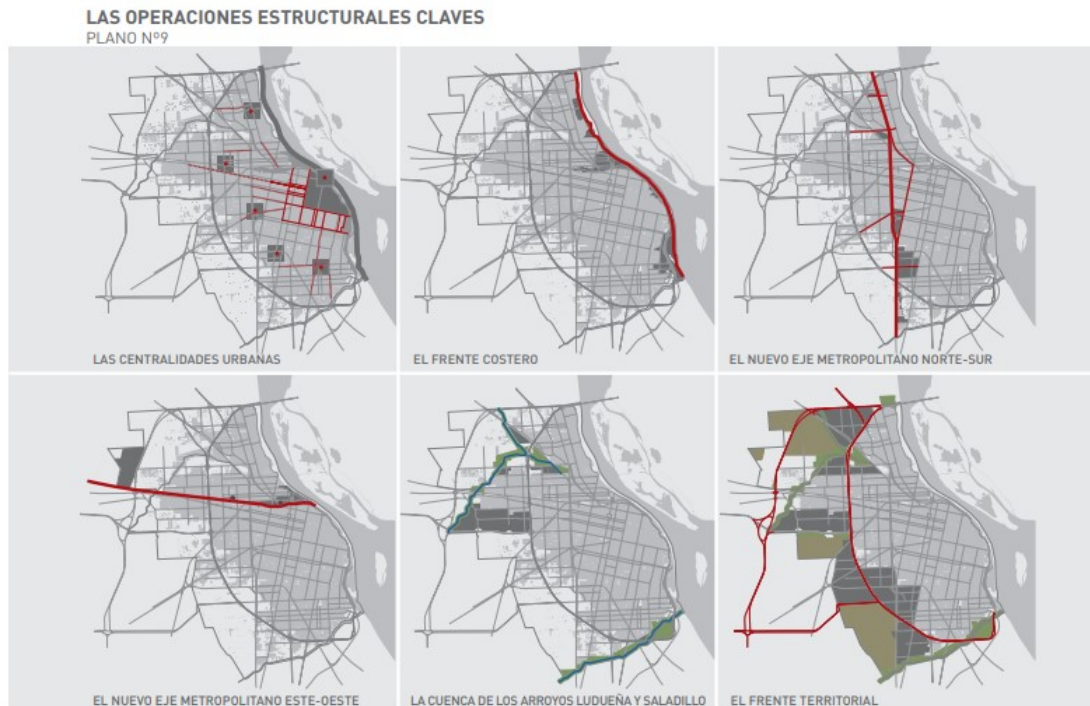 LAS OPERACIONES ESTRUCTURALES CLAVES
PLANO Nº9
LAS CENTRALIDADES URBANAS
EL FRENTE COSTERO
EL NUEVO EJE METROPOLITANO NORTE-SUR
EL NUEVO EJE METROPOLITANO ESTE-OESTE
LA CUENCA DE LOS ARROYOS LUDUEÑA Y SALADILLO
EL FRENTE TERRITORIAL